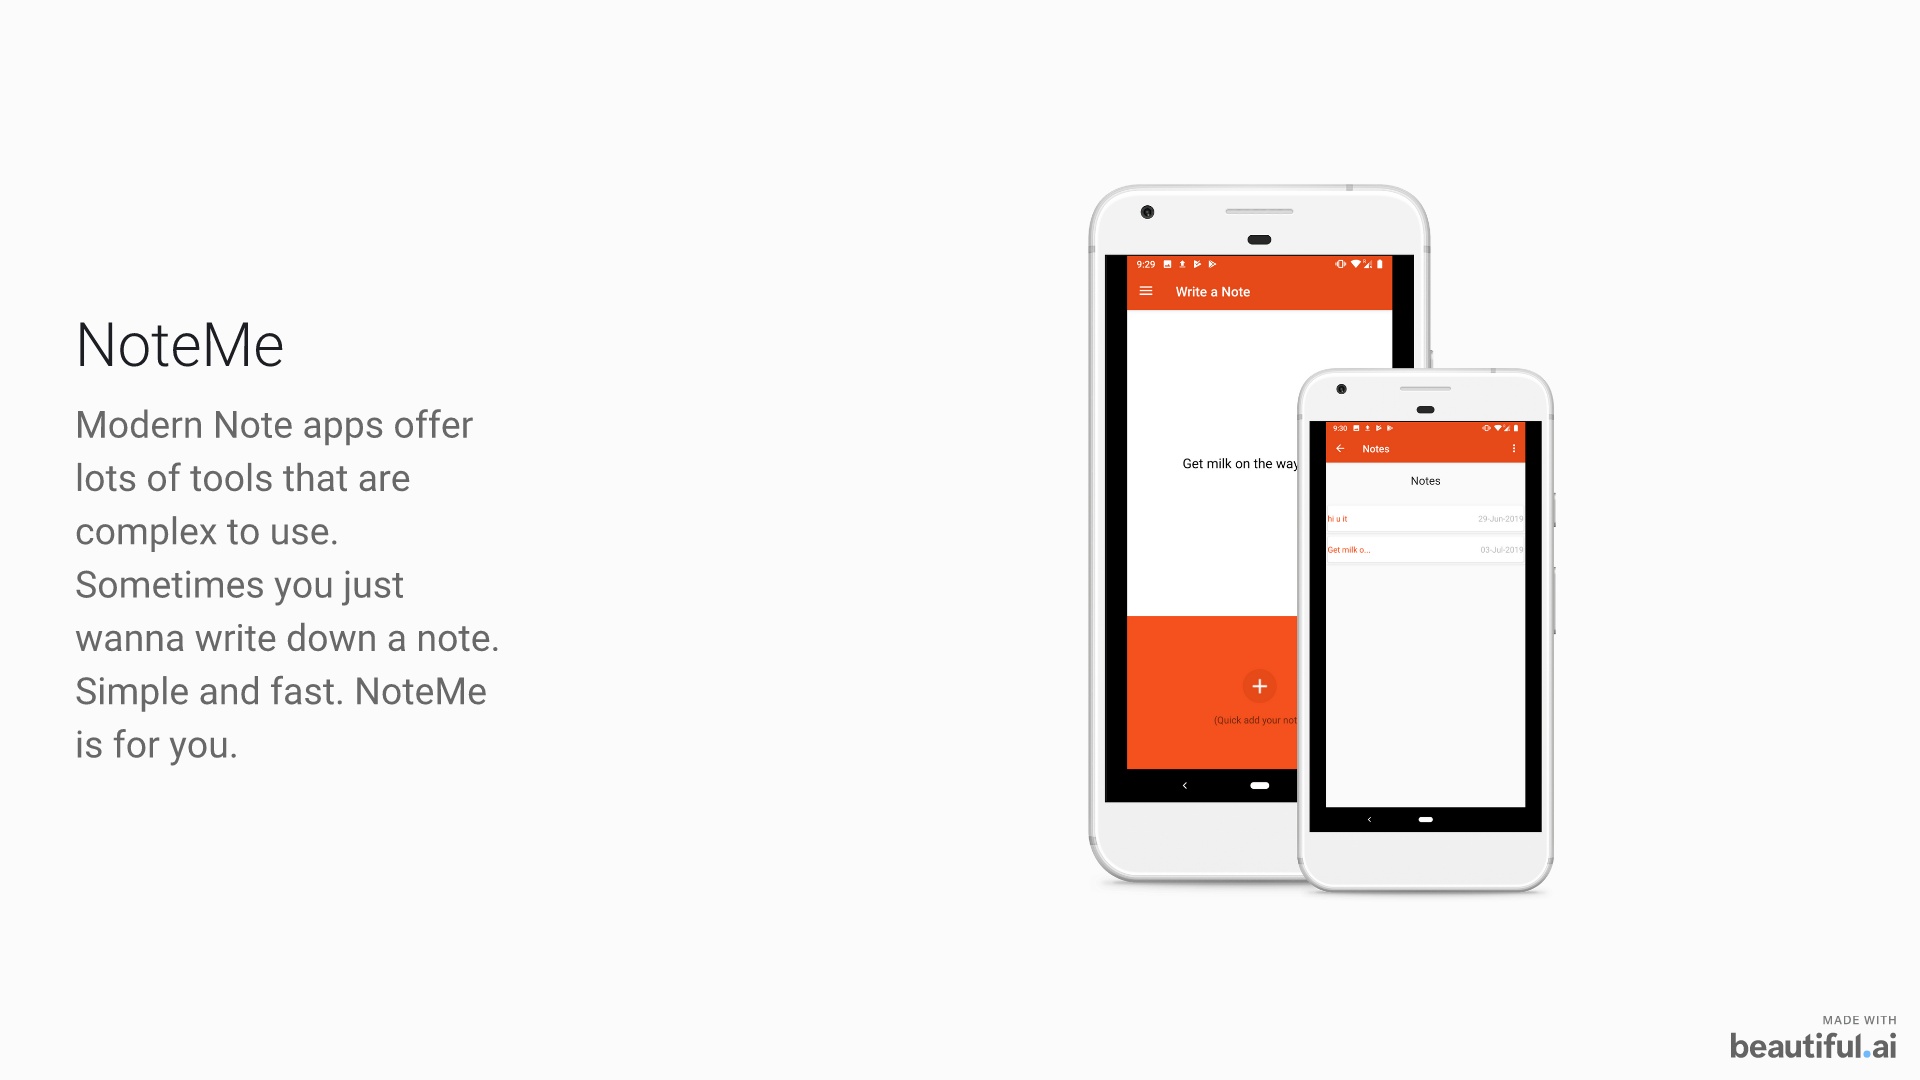 NoteMe
Modern Note apps offer
lots of tools that are
complex to use.
Sometimes you just
wanna write down a note.
Simple and fast. NoteMe
is for you.
9:29
Write a Note
Get milk on the way
(Quick add your not
9:30
Notes
Notes
hi u it 29-Jun-2019
Get milk o... 03-Jul-2019
MADE WITH
beautiful.ai